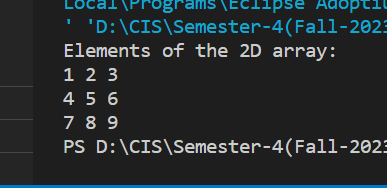 Local\Programs\Eclipse Adoptiu
' 'D:\CIS\Semester-4(Fall-2023
Elements of the 2D array:
1 2 3
4 5 6
7 8 9
PS D:\CIS\Semester-4(Fall-2023